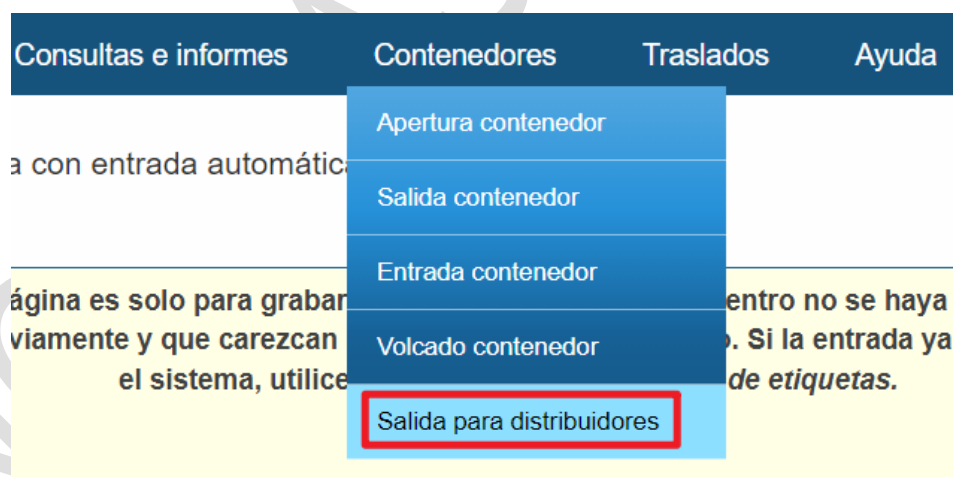 Consultas e informes Contenedores Traslados Ayuda
Apertura contenedor
a con entrada automátic
Salida contenedor
Entrada contenedor
ágina es solo para grabar entro no se haya
viamente y que carezcan o. Si la entrada ya
Volcado contenedor
el sistema, utilice de etiquetas.
Salida para distribuidores